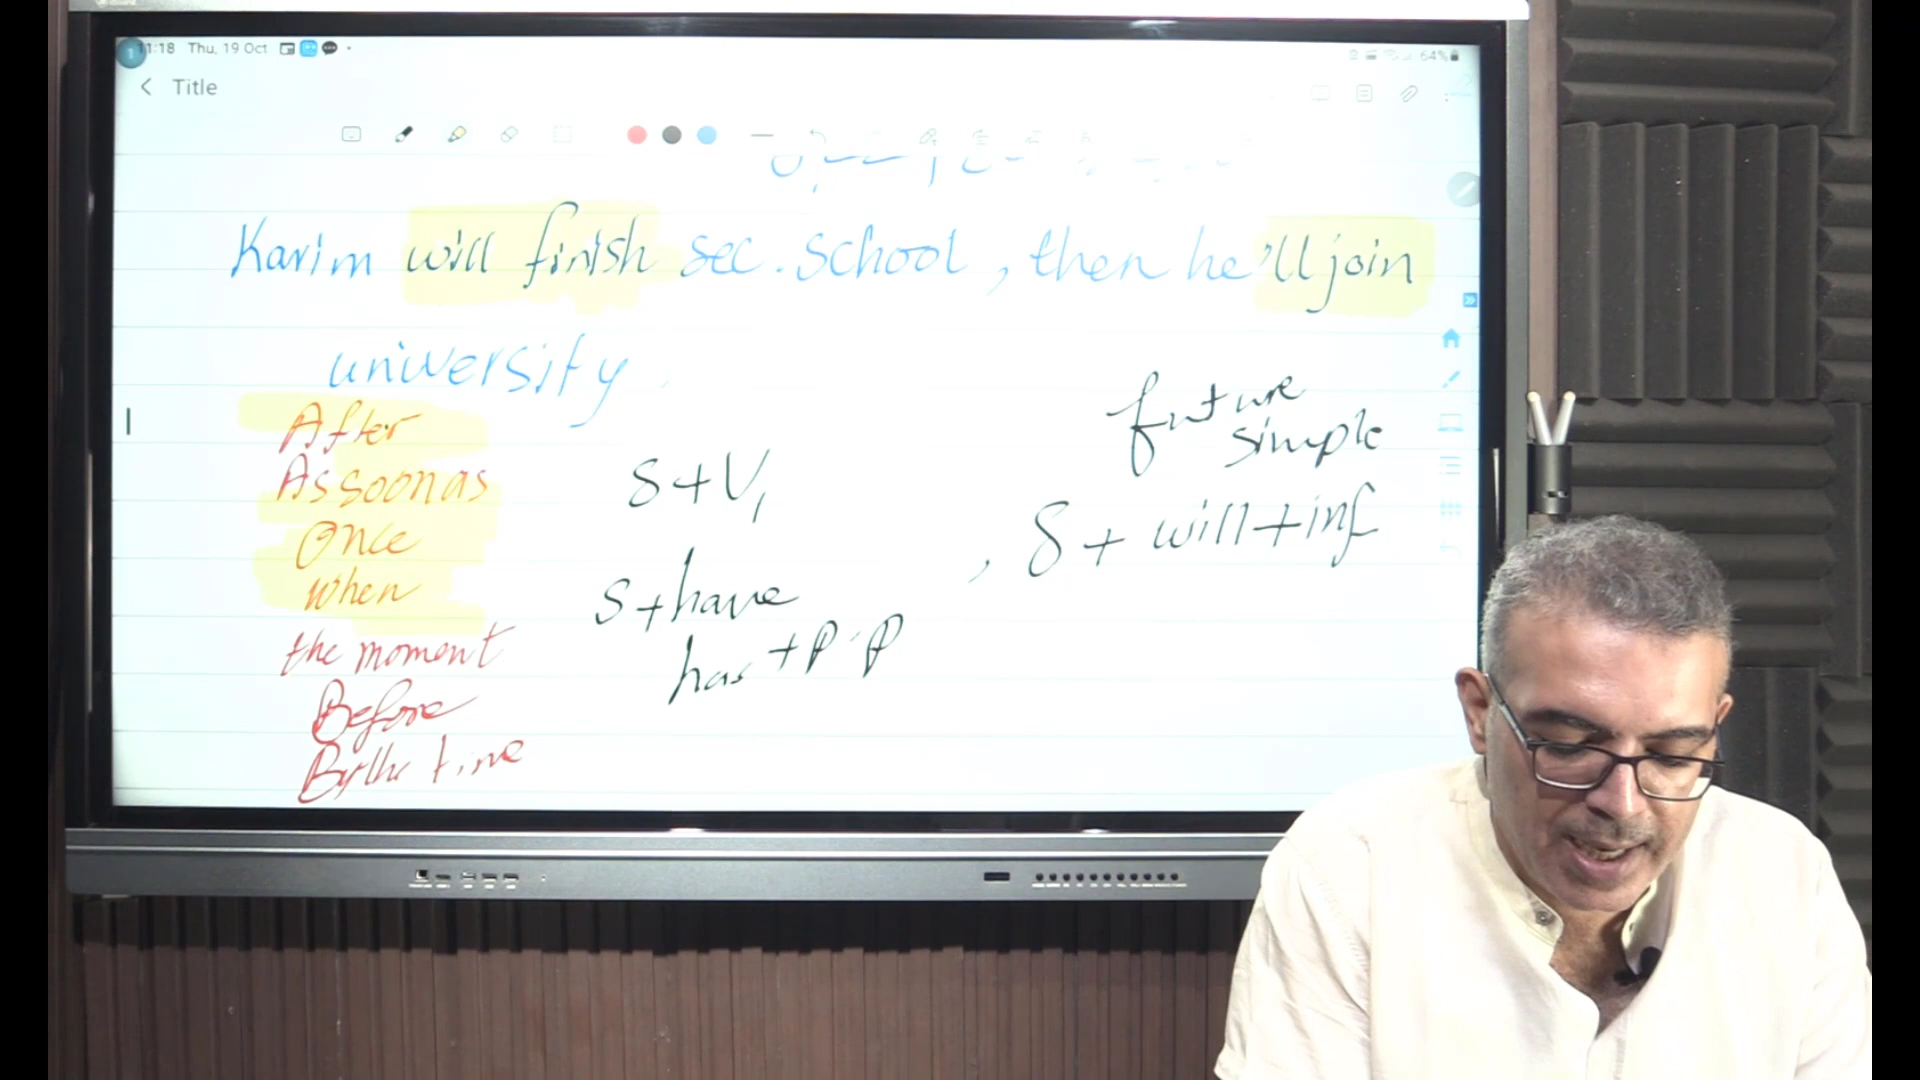 11:18 Thu, 19 Oct
64%
Title
Karim will finish sec. school, then he'll join
university.
After
As soon as
Once
When
the moment
Before
By the time
S+V1
S+have
has +P.P
,
future
simple
S+ will+inf